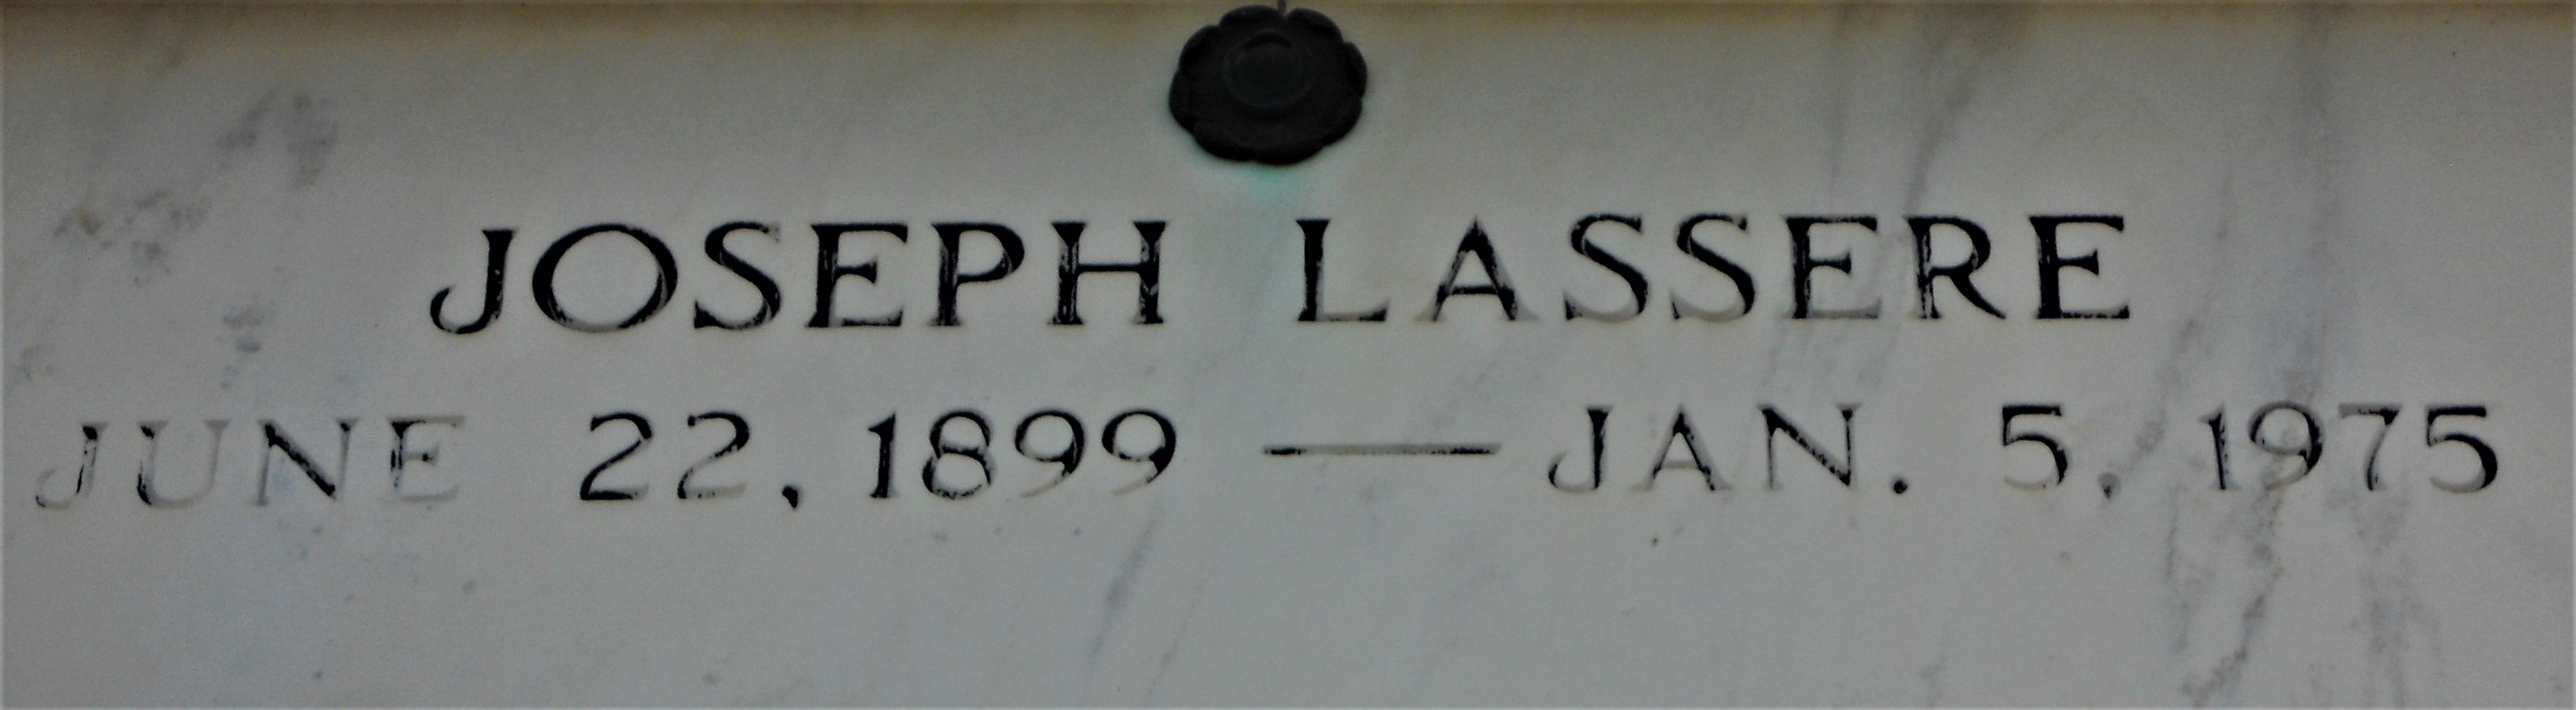 JOSEPH LASSERE
JUNE 22, 1899 — JAN. 5, 1975